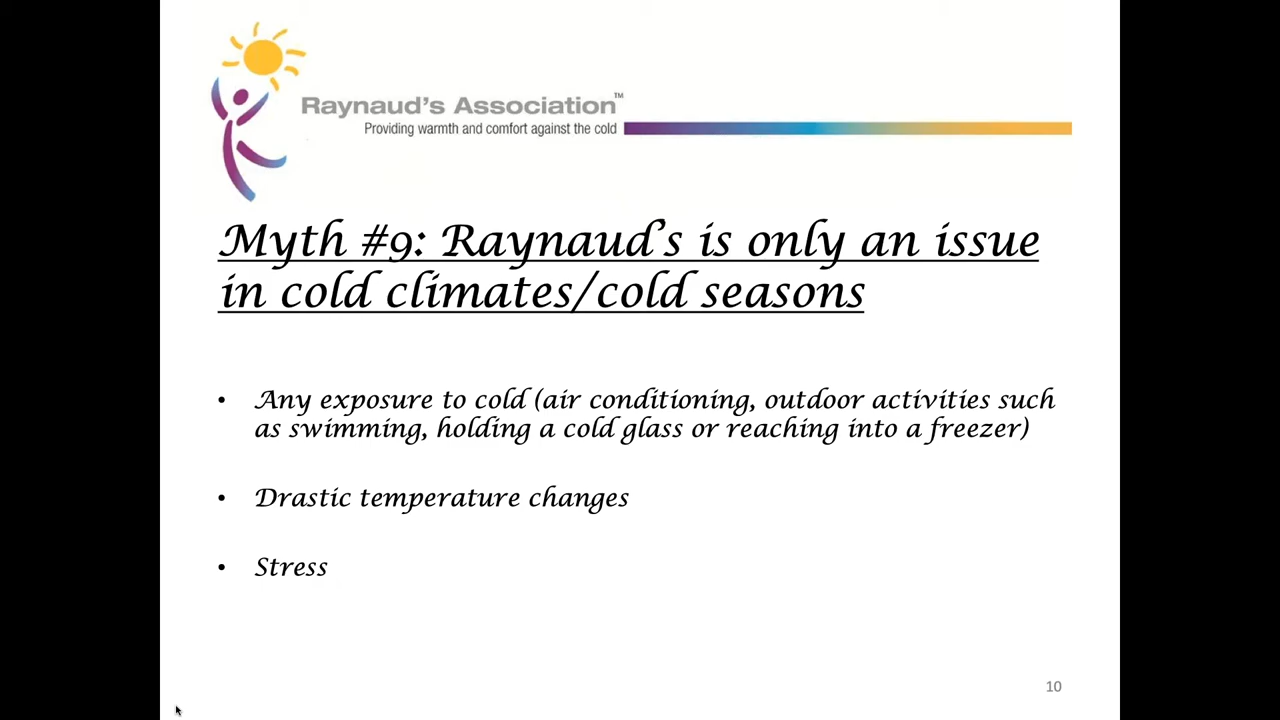 Raynaud's Association™
Providing warmth and comfort against the cold
Myth #9: Raynaud's is only an issue
in cold climates/cold seasons
• Any exposure to cold (air conditioning, outdoor activities such
as swimming, holding a cold glass or reaching into a freezer)
• Drastic temperature changes
• Stress
10